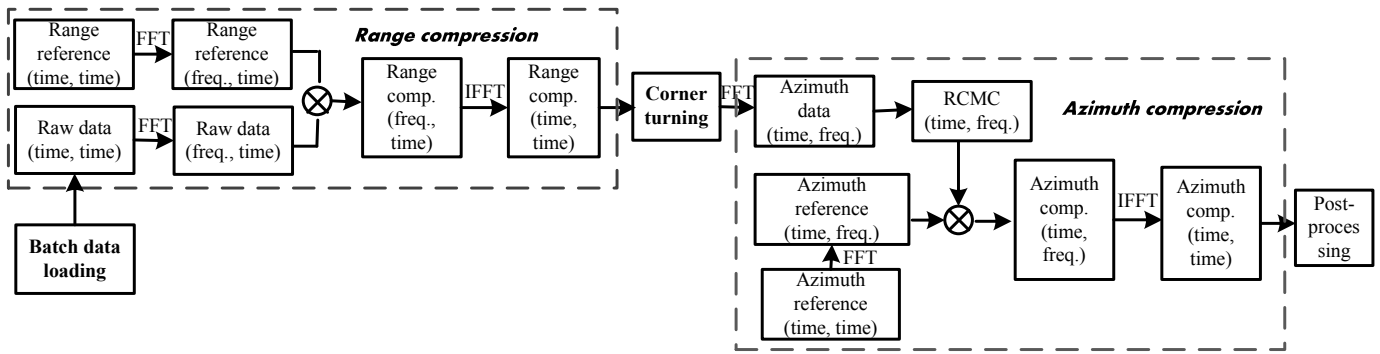 Range compression
Range
reference
(time, time)
FFT
Range
reference
(freq., time)
Raw data
(time, time)
FFT
Raw data
(freq., time)
Range
comp.
(freq.,
time)
IFFT
Range
comp.
(time,
time)
Batch data
loading
Corner
turning
FFT
Azimuth
data
(time, freq.)
RCMC
(time, freq.)
Azimuth compression
Azimuth
reference
(time, freq.)
FFT
Azimuth
reference
(time, time)
Azimuth
comp.
(time,
freq.)
IFFT
Azimuth
comp.
(time,
time)
Post-
proces
sing